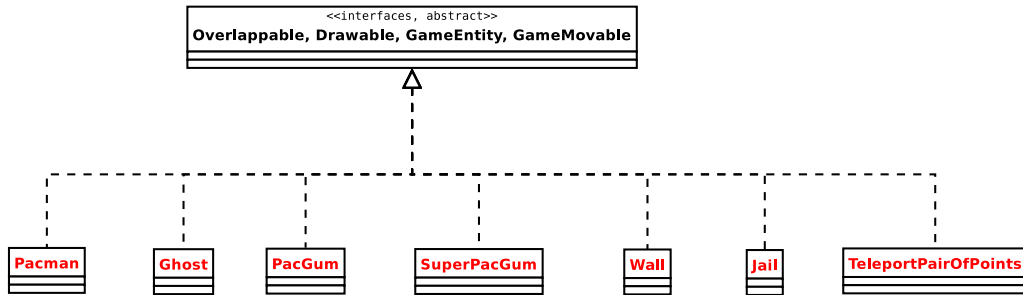 <<interfaces, abstract>>
Overlappable, Drawable, GameEntity, GameMovable
Pacman
Ghost
PacGum
SuperPacGum
Wall
Jail
TeleportPairOfPoints